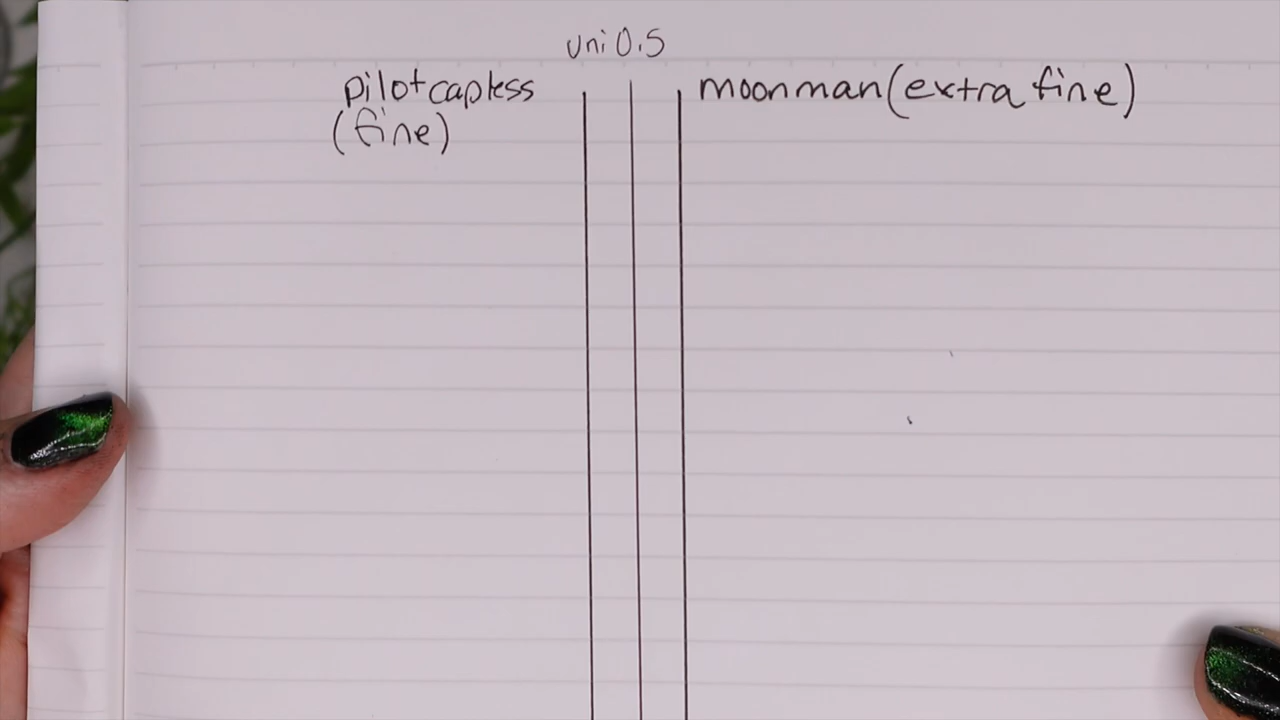 uni 0.5
pilot capless
(fine)
moonman (extra fine)